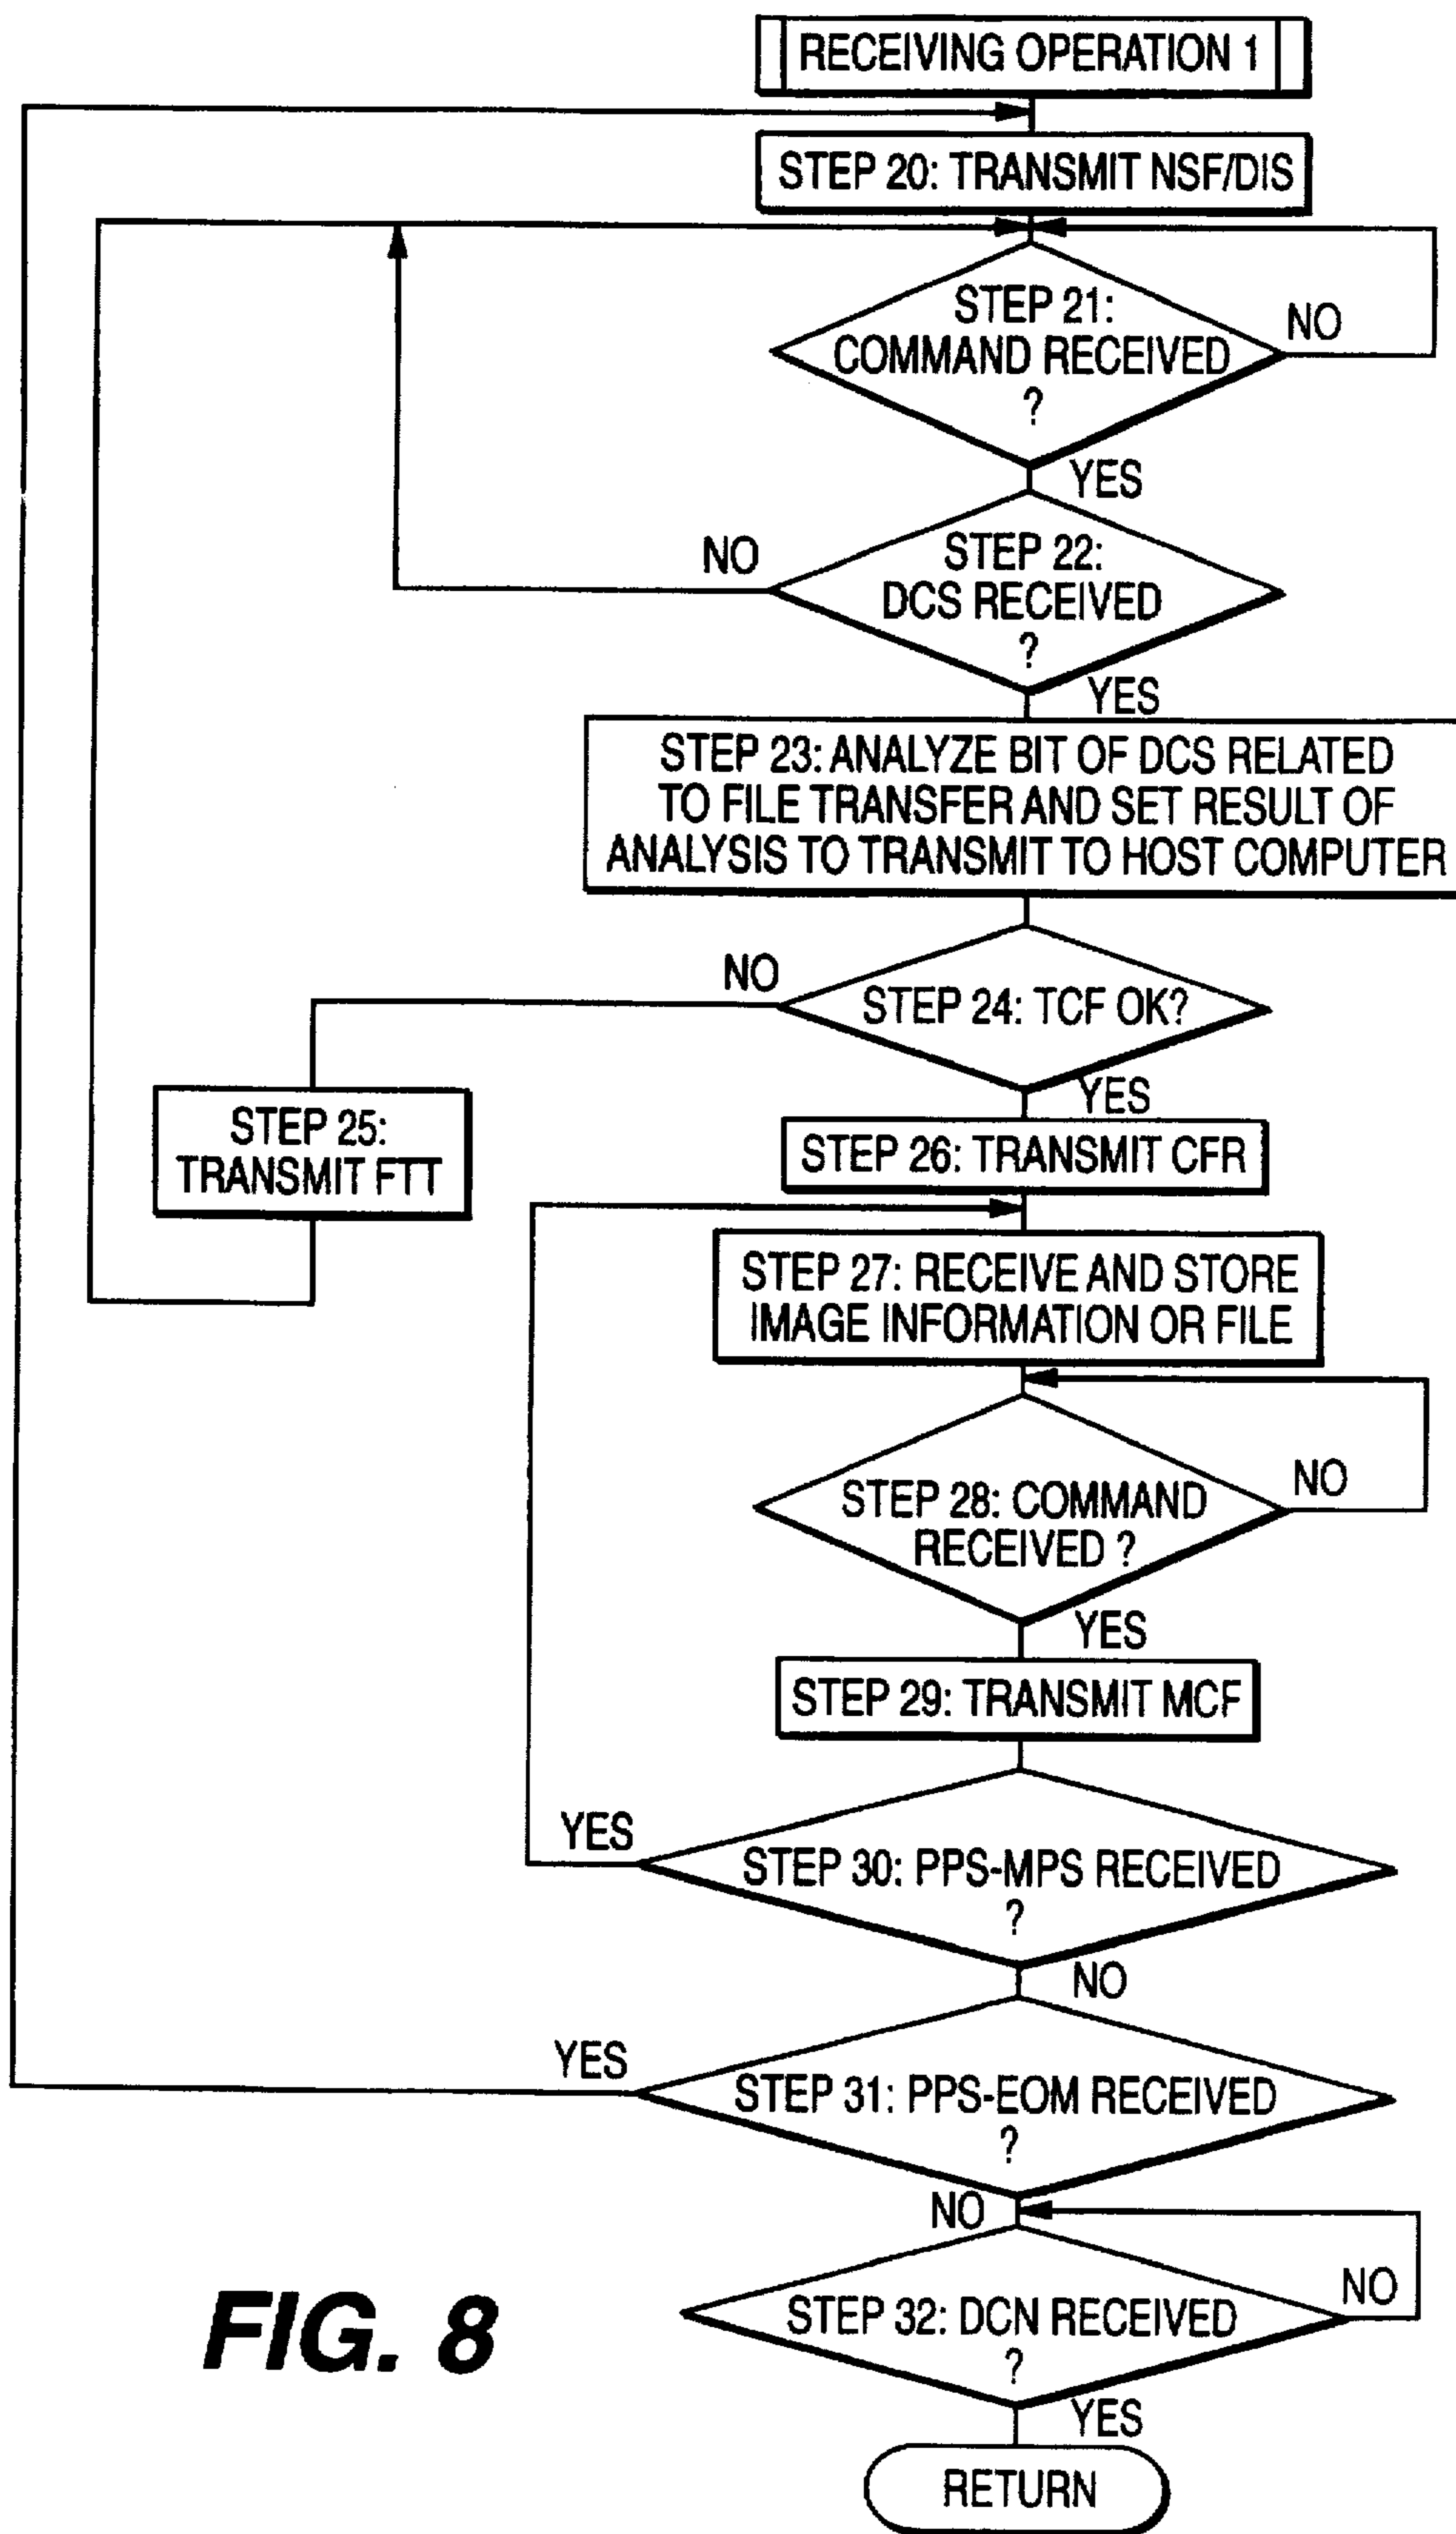 RECEIVING OPERATION 1
STEP 20: TRANSMIT NSF/DIS
STEP 21:
COMMAND RECEIVED
?
NO
YES
STEP 22:
DCS RECEIVED
?
NO
YES
STEP 23: ANALYZE BIT OF DCS RELATED
TO FILE TRANSFER AND SET RESULT OF
ANALYSIS TO TRANSMIT TO HOST COMPUTER
NO
STEP 24: TCF OK?
YES
STEP 25:
TRANSMIT FTT
STEP 26: TRANSMIT CFR
STEP 27: RECEIVE AND STORE
IMAGE INFORMATION OR FILE
STEP 28: COMMAND
RECEIVED ?
NO
YES
STEP 29: TRANSMIT MCF
YES
STEP 30: PPS-MPS RECEIVED
?
NO
YES
STEP 31: PPS-EOM RECEIVED
?
NO
STEP 32: DCN RECEIVED
?
NO
YES
RETURN
FIG. 8